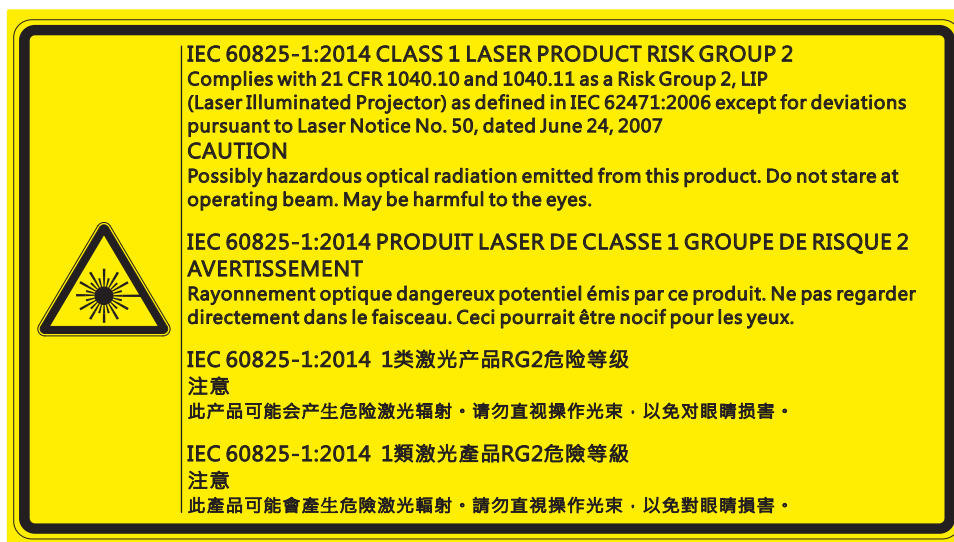 IEC 60825-1:2014 CLASS 1 LASER PRODUCT RISK GROUP 2
Complies with 21 CFR 1040.10 and 1040.11 as a Risk Group 2, LIP
(Laser Illuminated Projector) as defined in IEC 62471:2006 except for deviations
pursuant to Laser Notice No. 50, dated June 24, 2007
CAUTION
Possibly hazardous optical radiation emitted from this product. Do not stare at
operating beam. May be harmful to the eyes.
IEC 60825-1:2014 PRODUIT LASER DE CLASSE 1 GROUPE DE RISQUE 2
AVERTISSEMENT
Rayonnement optique dangereux potentiel émis par ce produit. Ne pas regarder
directement dans le faisceau. Ceci pourrait être nocif pour les yeux.
IEC 60825-1:2014 1类激光产品RG2危险等级
注意
此产品可能会产生危险激光辐射。请勿直视操作光束，以免对眼睛损害。
IEC 60825-1:2014 1類激光產品RG2危險等級
注意
此產品可能會產生危險激光輻射。請勿直視操作光束，以免對眼睛損害。